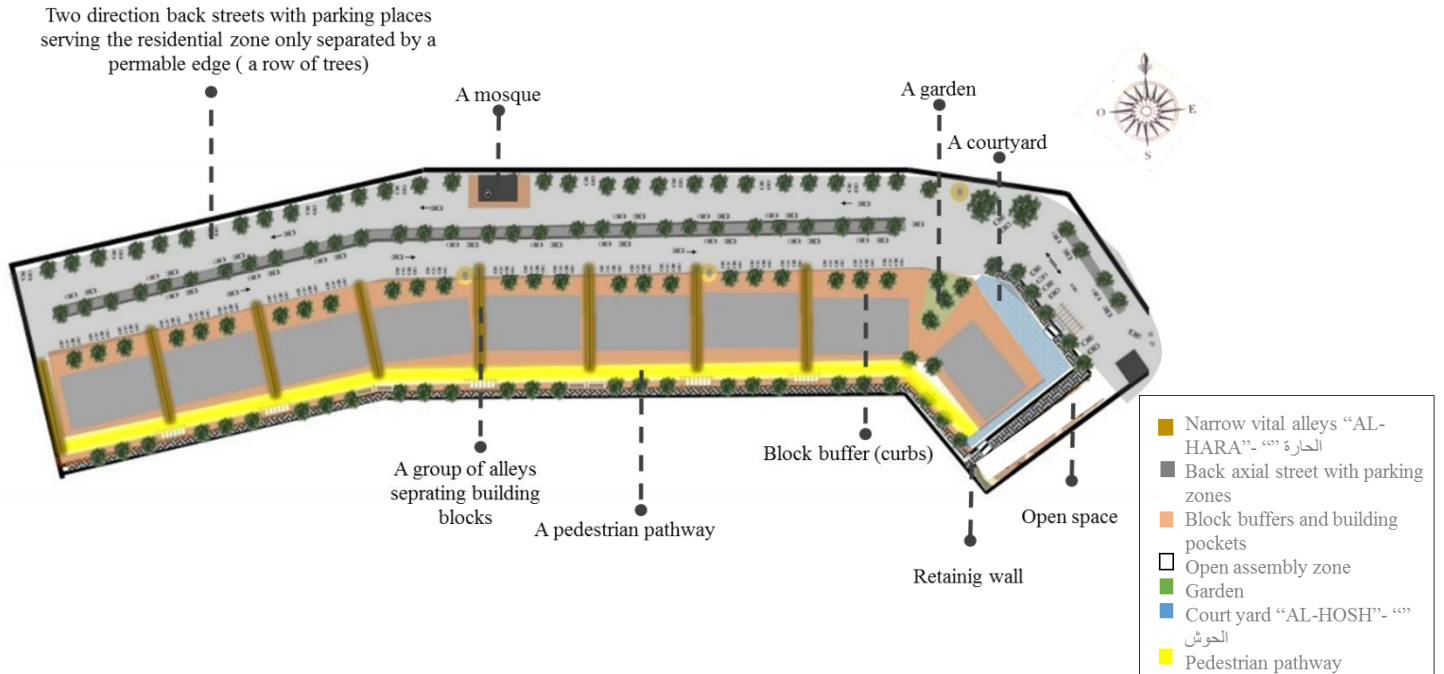 Two direction back streets with parking places
serving the residential zone only separated by a
permable edge ( a row of trees)
A mosque
A garden
A courtyard
O
E
S
A group of alleys
seprating building
blocks
A pedestrian pathway
Block buffer (curbs)
Retainig wall
Open space
Narrow vital alleys “AL-
HARA”- “” الحارة
Back axial street with parking
zones
Block buffers and building
pockets
Open assembly zone
Garden
Court yard “AL-HOSH”- “”
الحوش
Pedestrian pathway